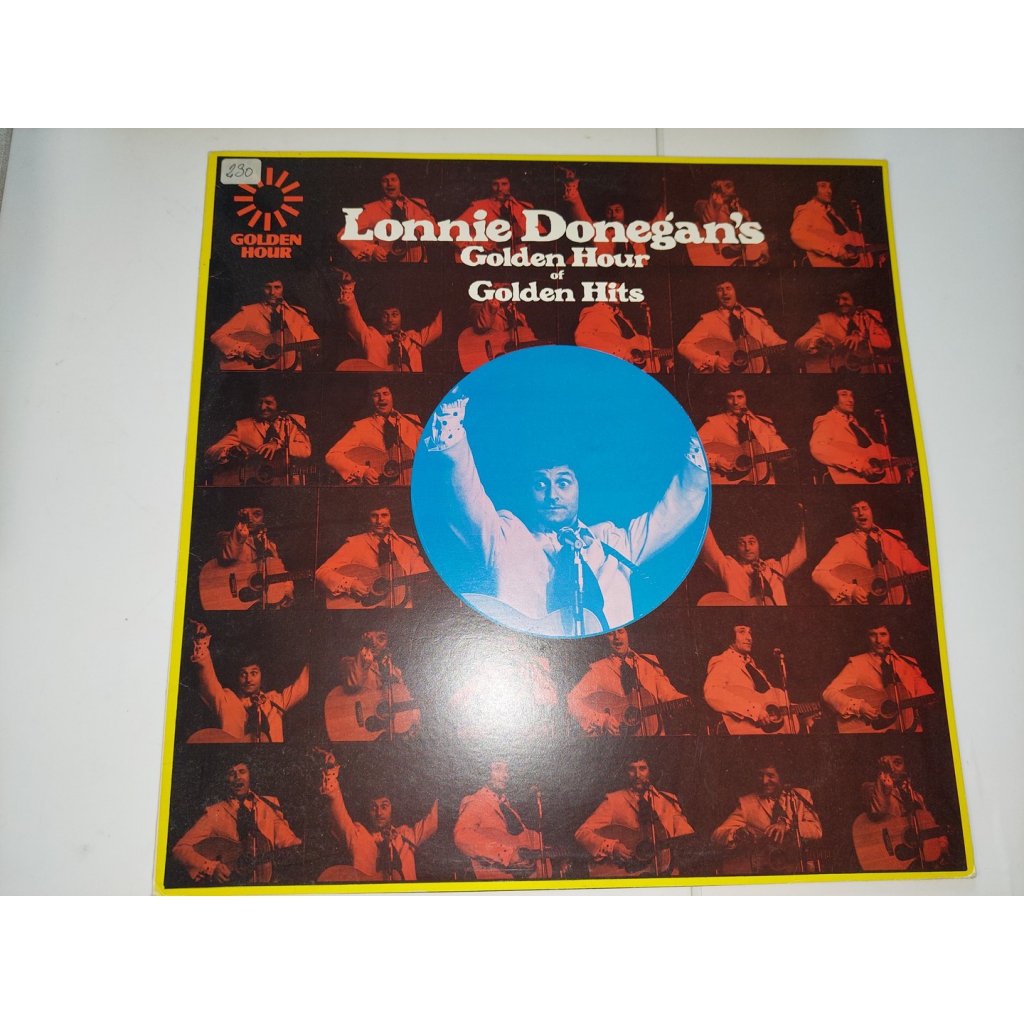 230
GOLDEN
HOUR
Lonnie Donegan's
Golden Hour
of
Golden Hits